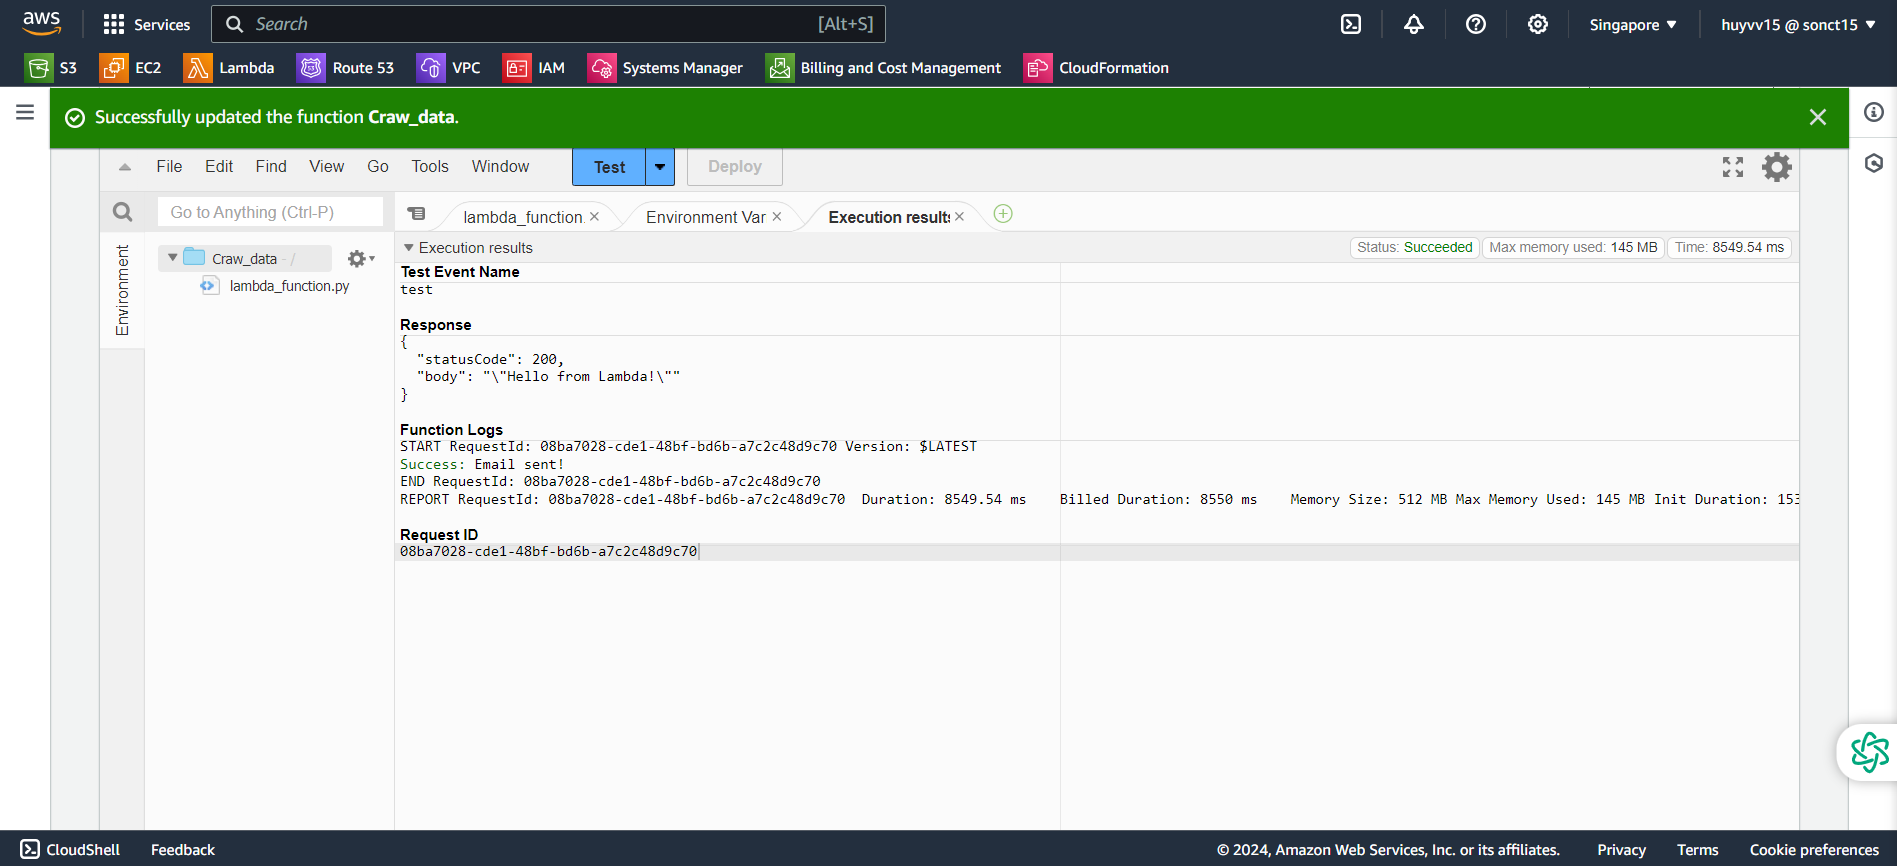 aws
Services
Search
[Alt+S]
Singapore
huyvv15 @ sonct15
S3
EC2
Lambda
Route 53
VPC
IAM
Systems Manager
Billing and Cost Management
CloudFormation
Successfully updated the function Craw_data.
File Edit Find View Go Tools Window
Test
Deploy
Go to Anything (Ctrl-P)
lambda_function.
Environment Var
Execution results
Environment
Craw_data - /
lambda_function.py
Execution results
Status: Succeeded
Max memory used: 145 MB
Time: 8549.54 ms
Test Event Name
test
Response
{
"statusCode": 200,
"body": "\"Hello from Lambda!\""
}
Function Logs
START RequestId: 08ba7028-cde1-48bf-bd6b-a7c2c48d9c70 Version: $LATEST
Success: Email sent!
END RequestId: 08ba7028-cde1-48bf-bd6b-a7c2c48d9c70
REPORT RequestId: 08ba7028-cde1-48bf-bd6b-a7c2c48d9c70 Duration: 8549.54 ms Billed Duration: 8550 ms Memory Size: 512 MB Max Memory Used: 145 MB Init Duration: 153
Request ID
08ba7028-cde1-48bf-bd6b-a7c2c48d9c70
CloudShell
Feedback
© 2024, Amazon Web Services, Inc. or its affiliates.
Privacy
Terms
Cookie preferences